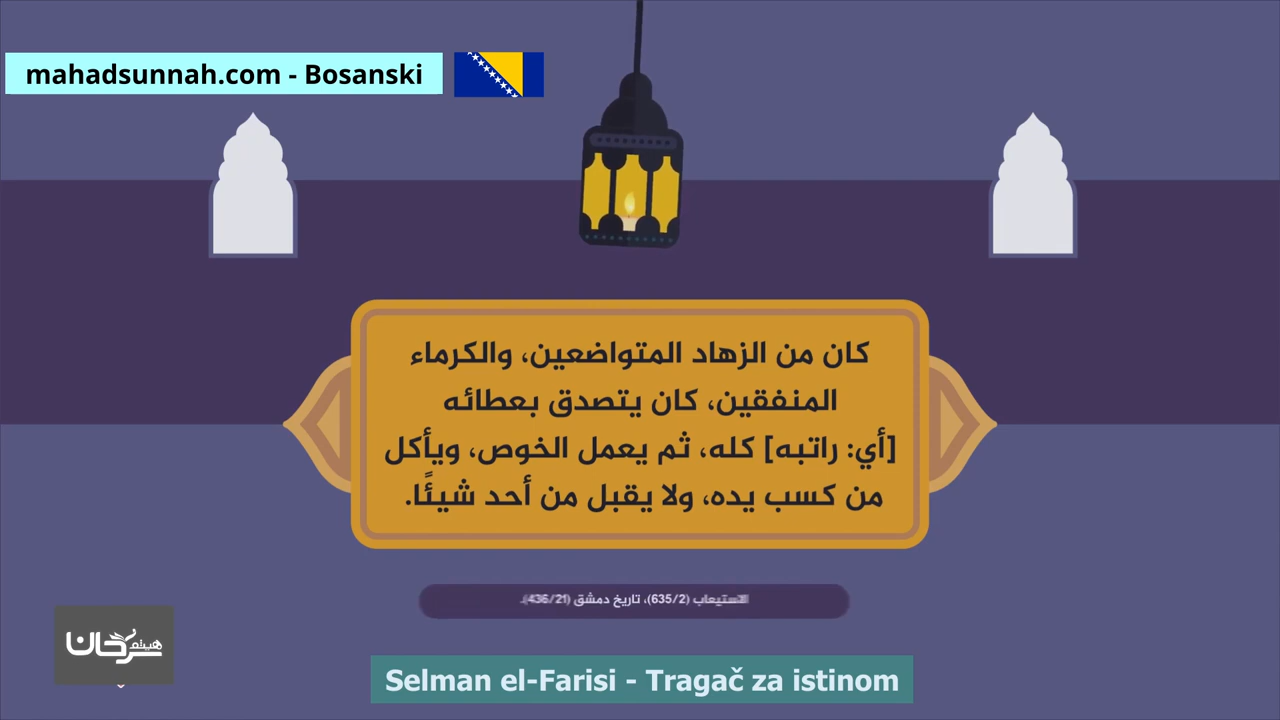 mahadsunnah.com - Bosanski
كان من الزهاد المتواضعين، والكرماء
المنفقين، كان يتصدق بعطائه
[أي: راتبه] كله، ثم يعمل الخوص، ويأكل
من كسب يده، ولا يقبل من أحد شيئًا.
الاستيعاب (635/2)، تاريخ دمشق (436/21).
هيثم سرحان
Selman el-Farisi - Tragač za istinom